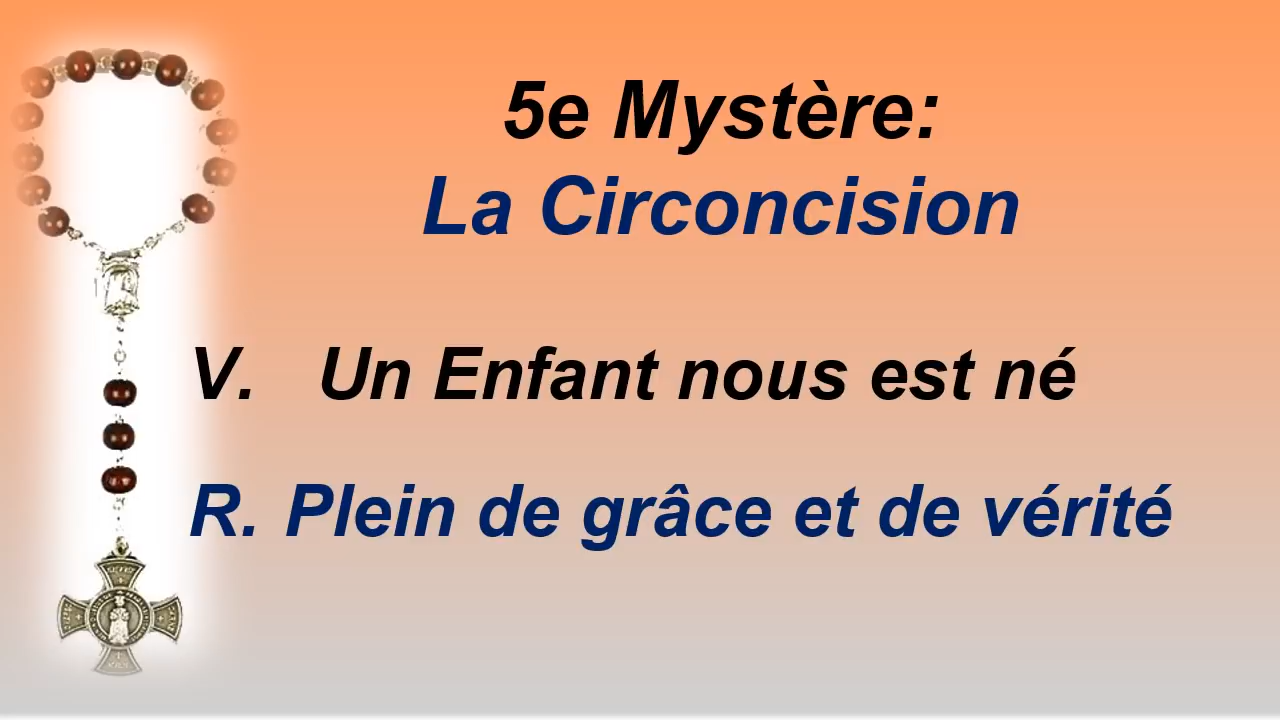 5e Mystère:
La Circoncision
V. Un Enfant nous est né
R. Plein de grâce et de vérité